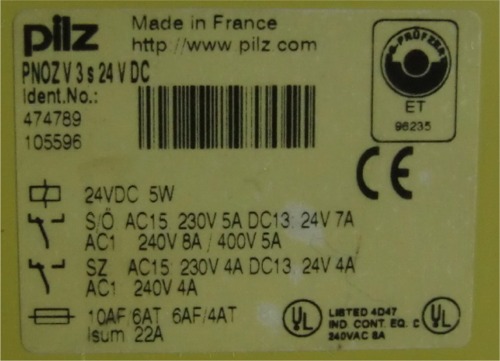 pilz
Made in France
http://www pilz com
PNOZ V 3 s 24 V DC
Ident.No.:
474789
105596
G-PRÜFZER
ET
96235
CE
24VDC 5W
S/Ö AC15 230V 5A DC13 24V 7A
AC1 240V 8A / 400V 5A
SZ AC15 230V 4A DC13 24V 4A
AC1 240V 4A
10AF/6AT 6AF/4AT
Isum 22A
UL
LISTED 4D47
IND CONT. EQ. C
240VAC 8A
UL